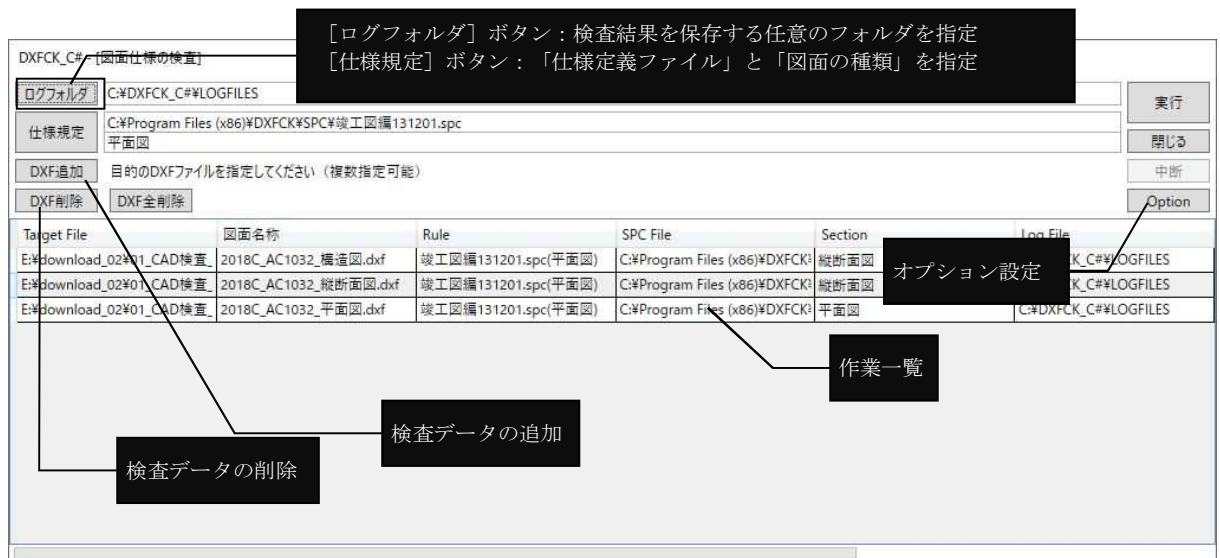 ［ログフォルダ］ボタン：検査結果を保存する任意のフォルダを指定
［仕様規定］ボタン：「仕様定義ファイル」と「図面の種類」を指定
DXFCK_C# - [図面仕様の検査]
ログフォルダ C:¥DXFCK_C#¥LOGFILES
実行
仕様規定 C:¥Program Files (x86)¥DXFCK¥SPC¥竣工図編131201.spc
平面図
閉じる
DXF追加 目的のDXFファイルを指定してください（複数指定可能）
中断
DXF削除 DXF全削除
Option
Target File 図面名称 Rule SPC File Section Log File
E:¥download_02¥01_CAD検査_ 2018C_AC1032_構造図.dxf 竣工図編131201.spc(平面図) C:¥Program Files (x86)¥DXFCK¥ 縦断面図 CK_C#¥LOGFILES
E:¥download_02¥01_CAD検査_ 2018C_AC1032_縦断面図.dxf 竣工図編131201.spc(平面図) C:¥Program Files (x86)¥DXFCK¥ 縦断面図 CK_C#¥LOGFILES
E:¥download_02¥01_CAD検査_ 2018C_AC1032_平面図.dxf 竣工図編131201.spc(平面図) C:¥Program Files (x86)¥DXFCK¥ 平面図 C:¥DXFCK_C#¥LOGFILES
オプション設定
作業一覧
検査データの追加
検査データの削除